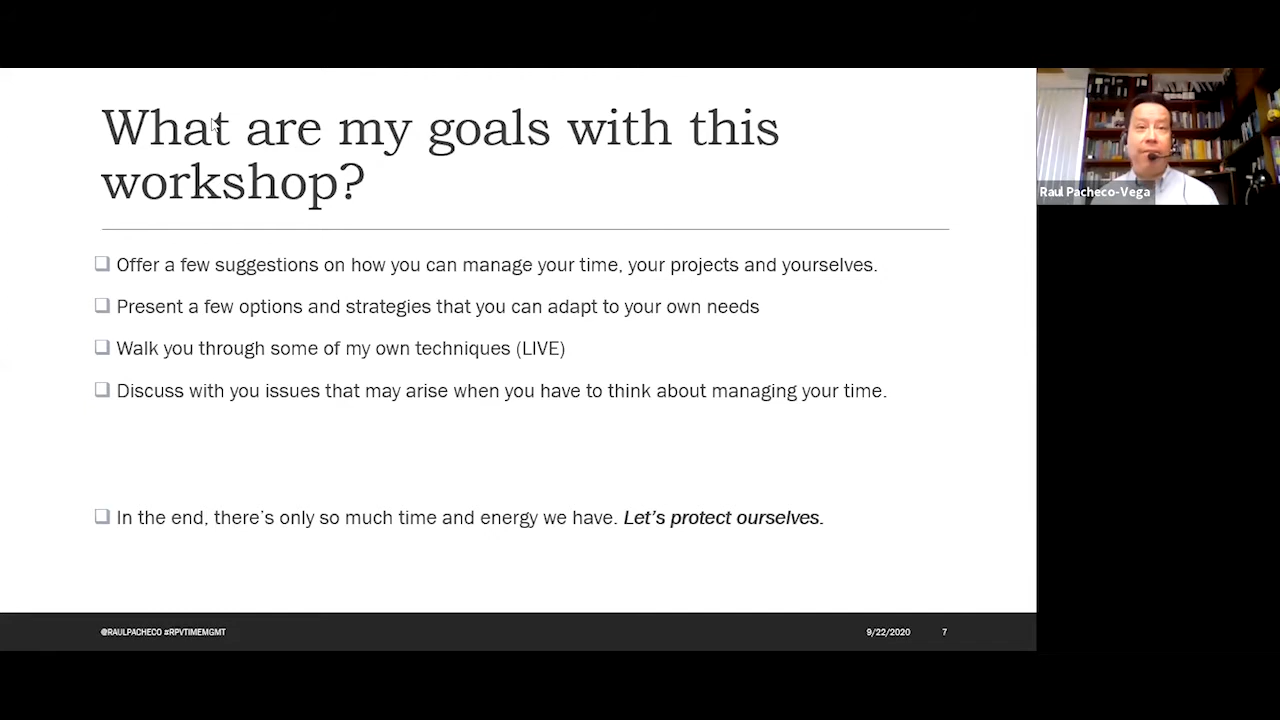 What are my goals with this
workshop?
Offer a few suggestions on how you can manage your time, your projects and yourselves.
Present a few options and strategies that you can adapt to your own needs
Walk you through some of my own techniques (LIVE)
Discuss with you issues that may arise when you have to think about managing your time.
In the end, there's only so much time and energy we have. Let's protect ourselves.
@RAULPACHECO #RPVTIMEMGMT
9/22/2020
7
Raul Pacheco-Vega